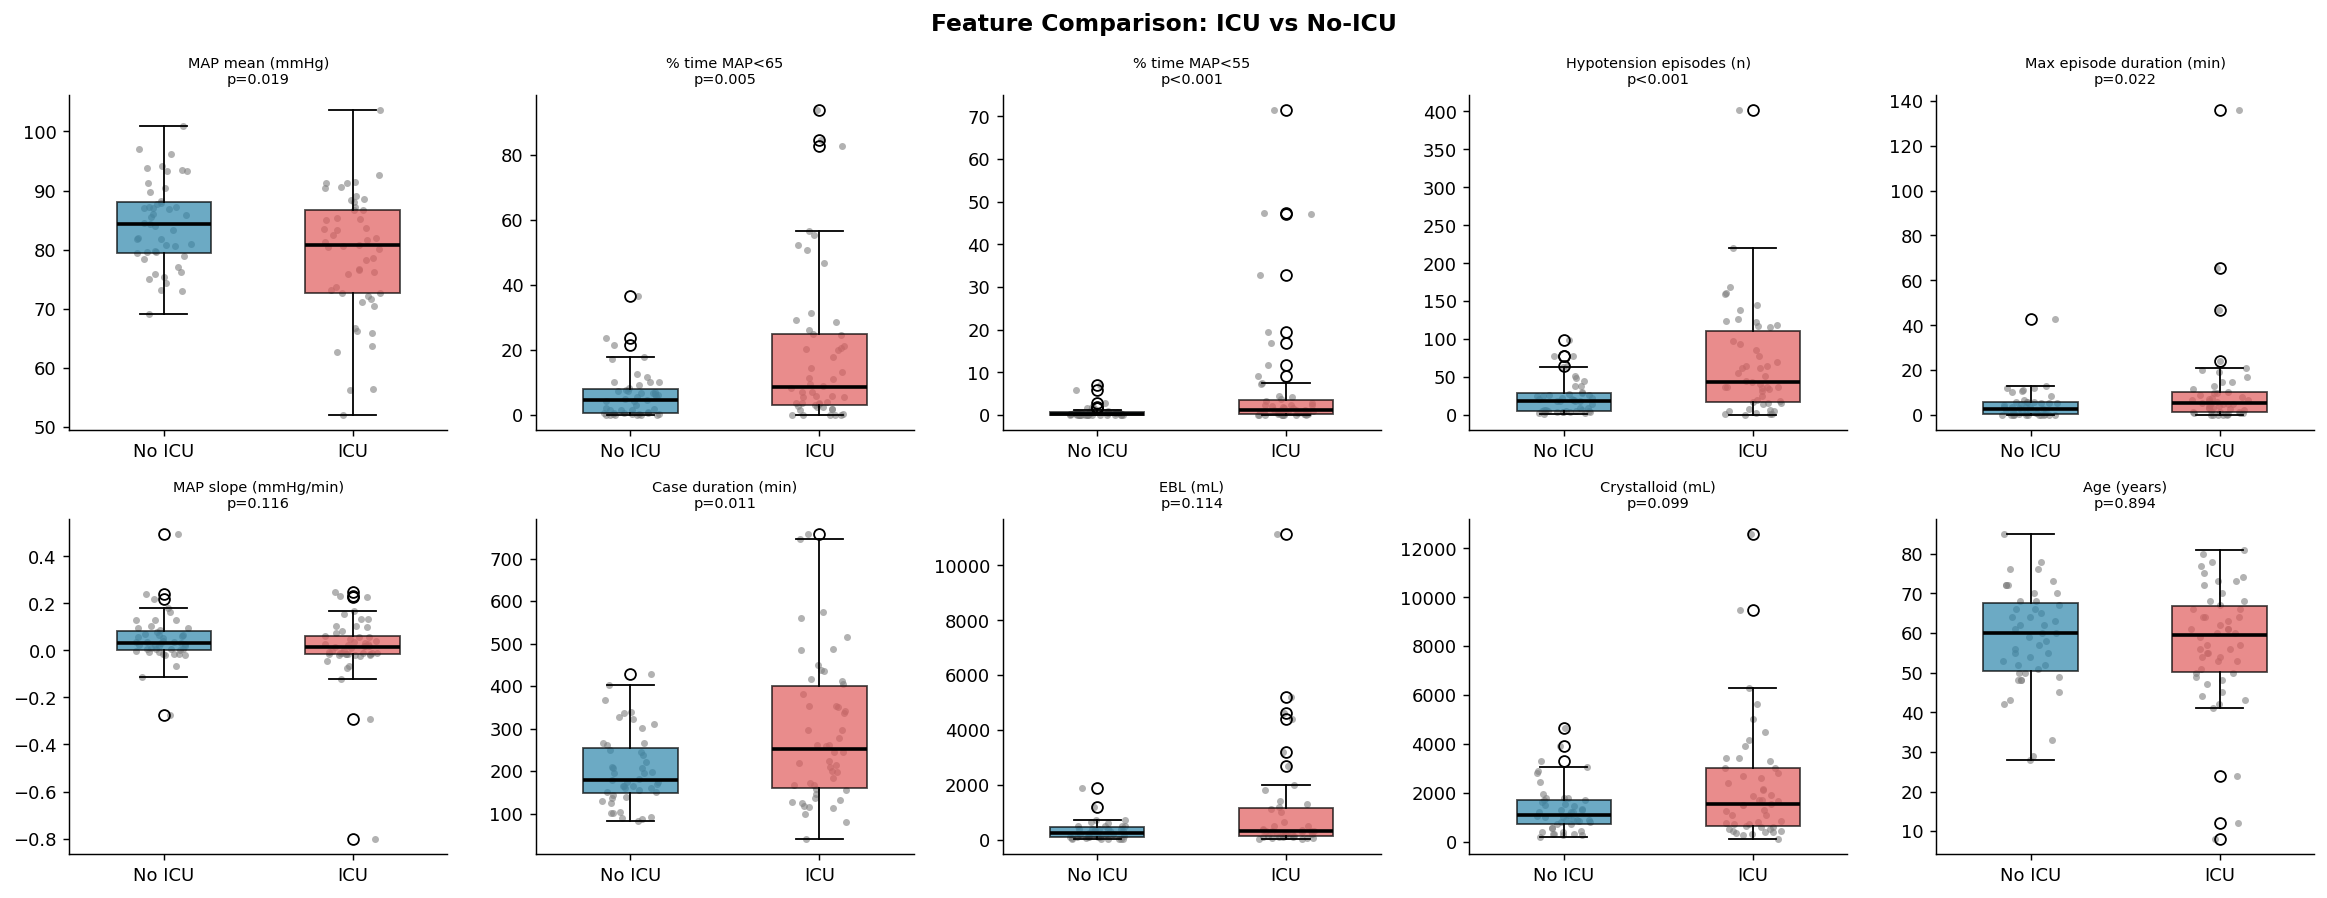 Feature Comparison: ICU vs No-ICU
MAP mean (mmHg)
p=0.019
100
90
80
70
60
50
No ICU
ICU
% time MAP<65
p=0.005
80
60
40
20
0
No ICU
ICU
% time MAP<55
p<0.001
70
60
50
40
30
20
10
0
No ICU
ICU
Hypotension episodes (n)
p<0.001
400
350
300
250
200
150
100
50
0
No ICU
ICU
Max episode duration (min)
p=0.022
140
120
100
80
60
40
20
0
No ICU
ICU
MAP slope (mmHg/min)
p=0.116
0.4
0.2
0.0
−0.2
−0.4
−0.6
−0.8
No ICU
ICU
Case duration (min)
p=0.011
700
600
500
400
300
200
100
No ICU
ICU
EBL (mL)
p=0.114
10000
8000
6000
4000
2000
0
No ICU
ICU
Crystalloid (mL)
p=0.099
12000
10000
8000
6000
4000
2000
0
No ICU
ICU
Age (years)
p=0.894
80
70
60
50
40
30
20
10
No ICU
ICU